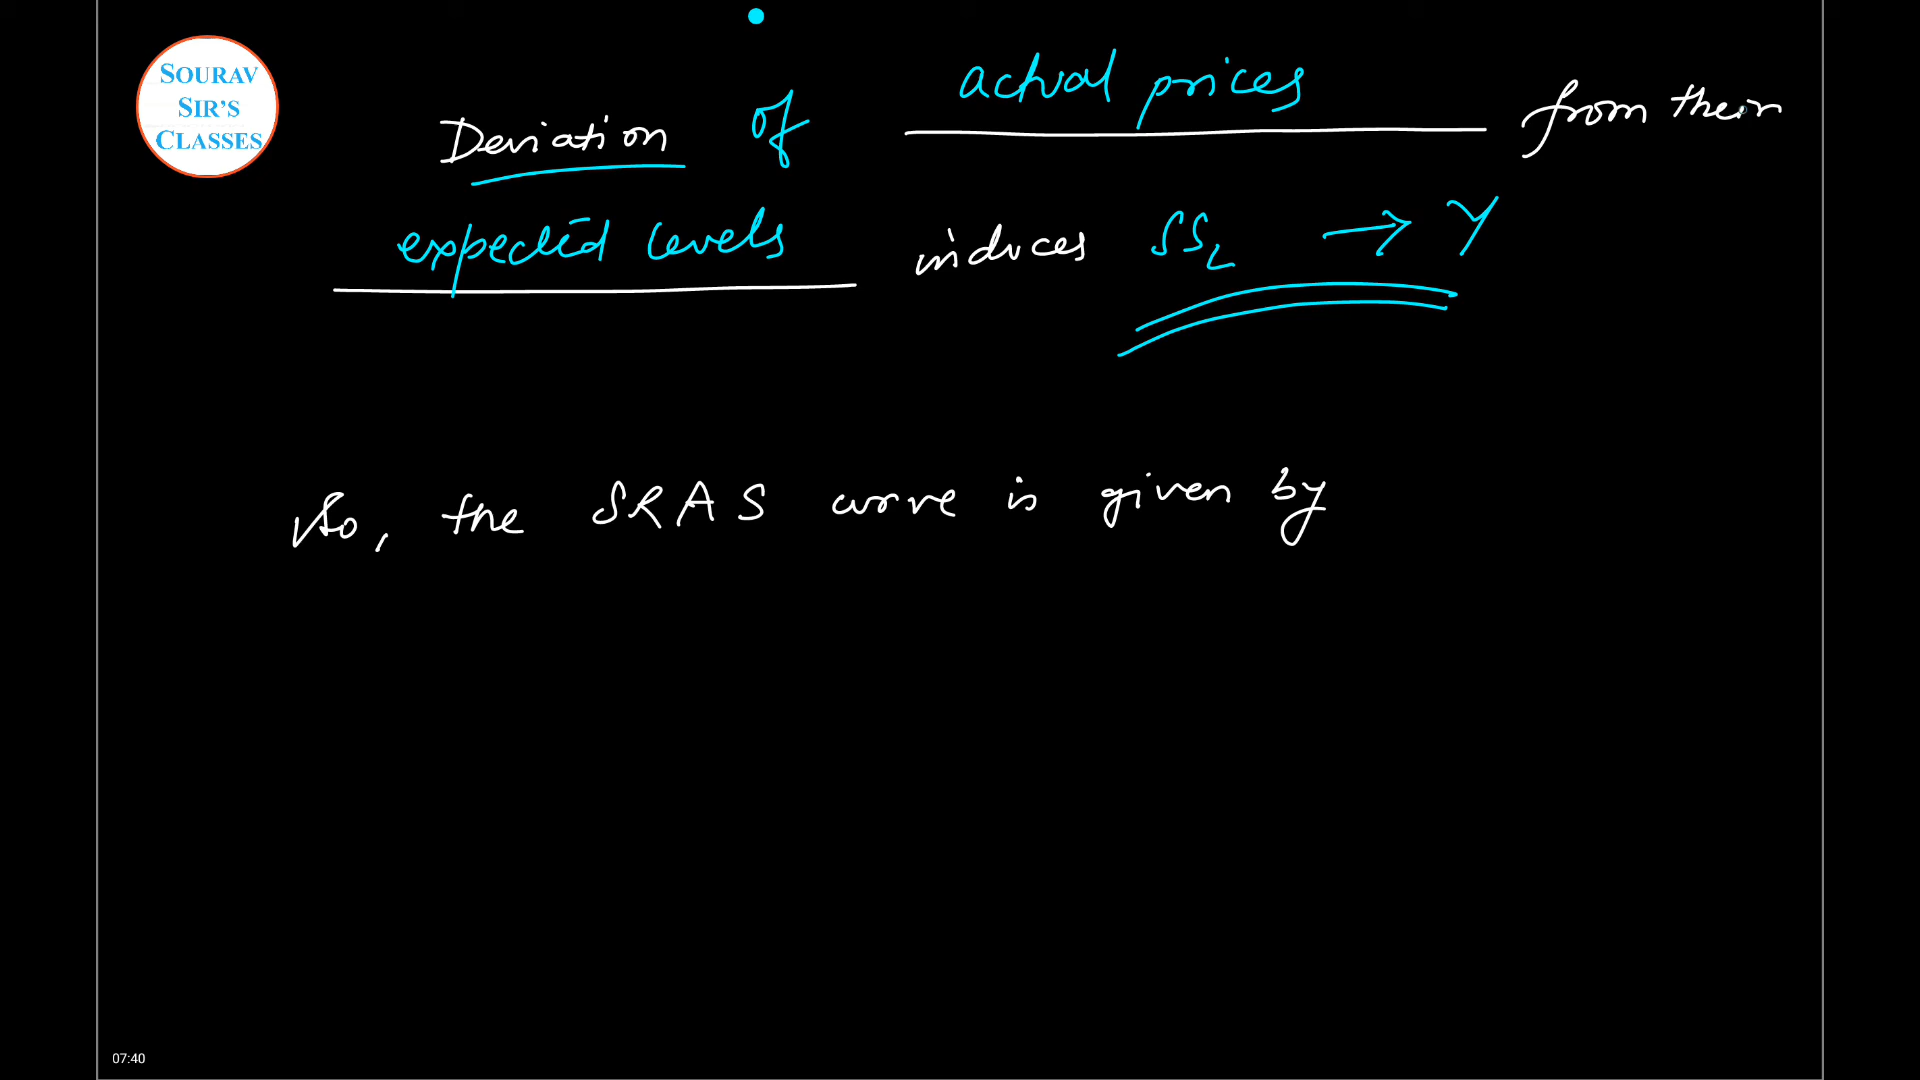 SOURAV
SIR'S
CLASSES
Deviation of actual prices from their
expected levels induces SSL → Y
So, the SRAS curve is given by
07:40